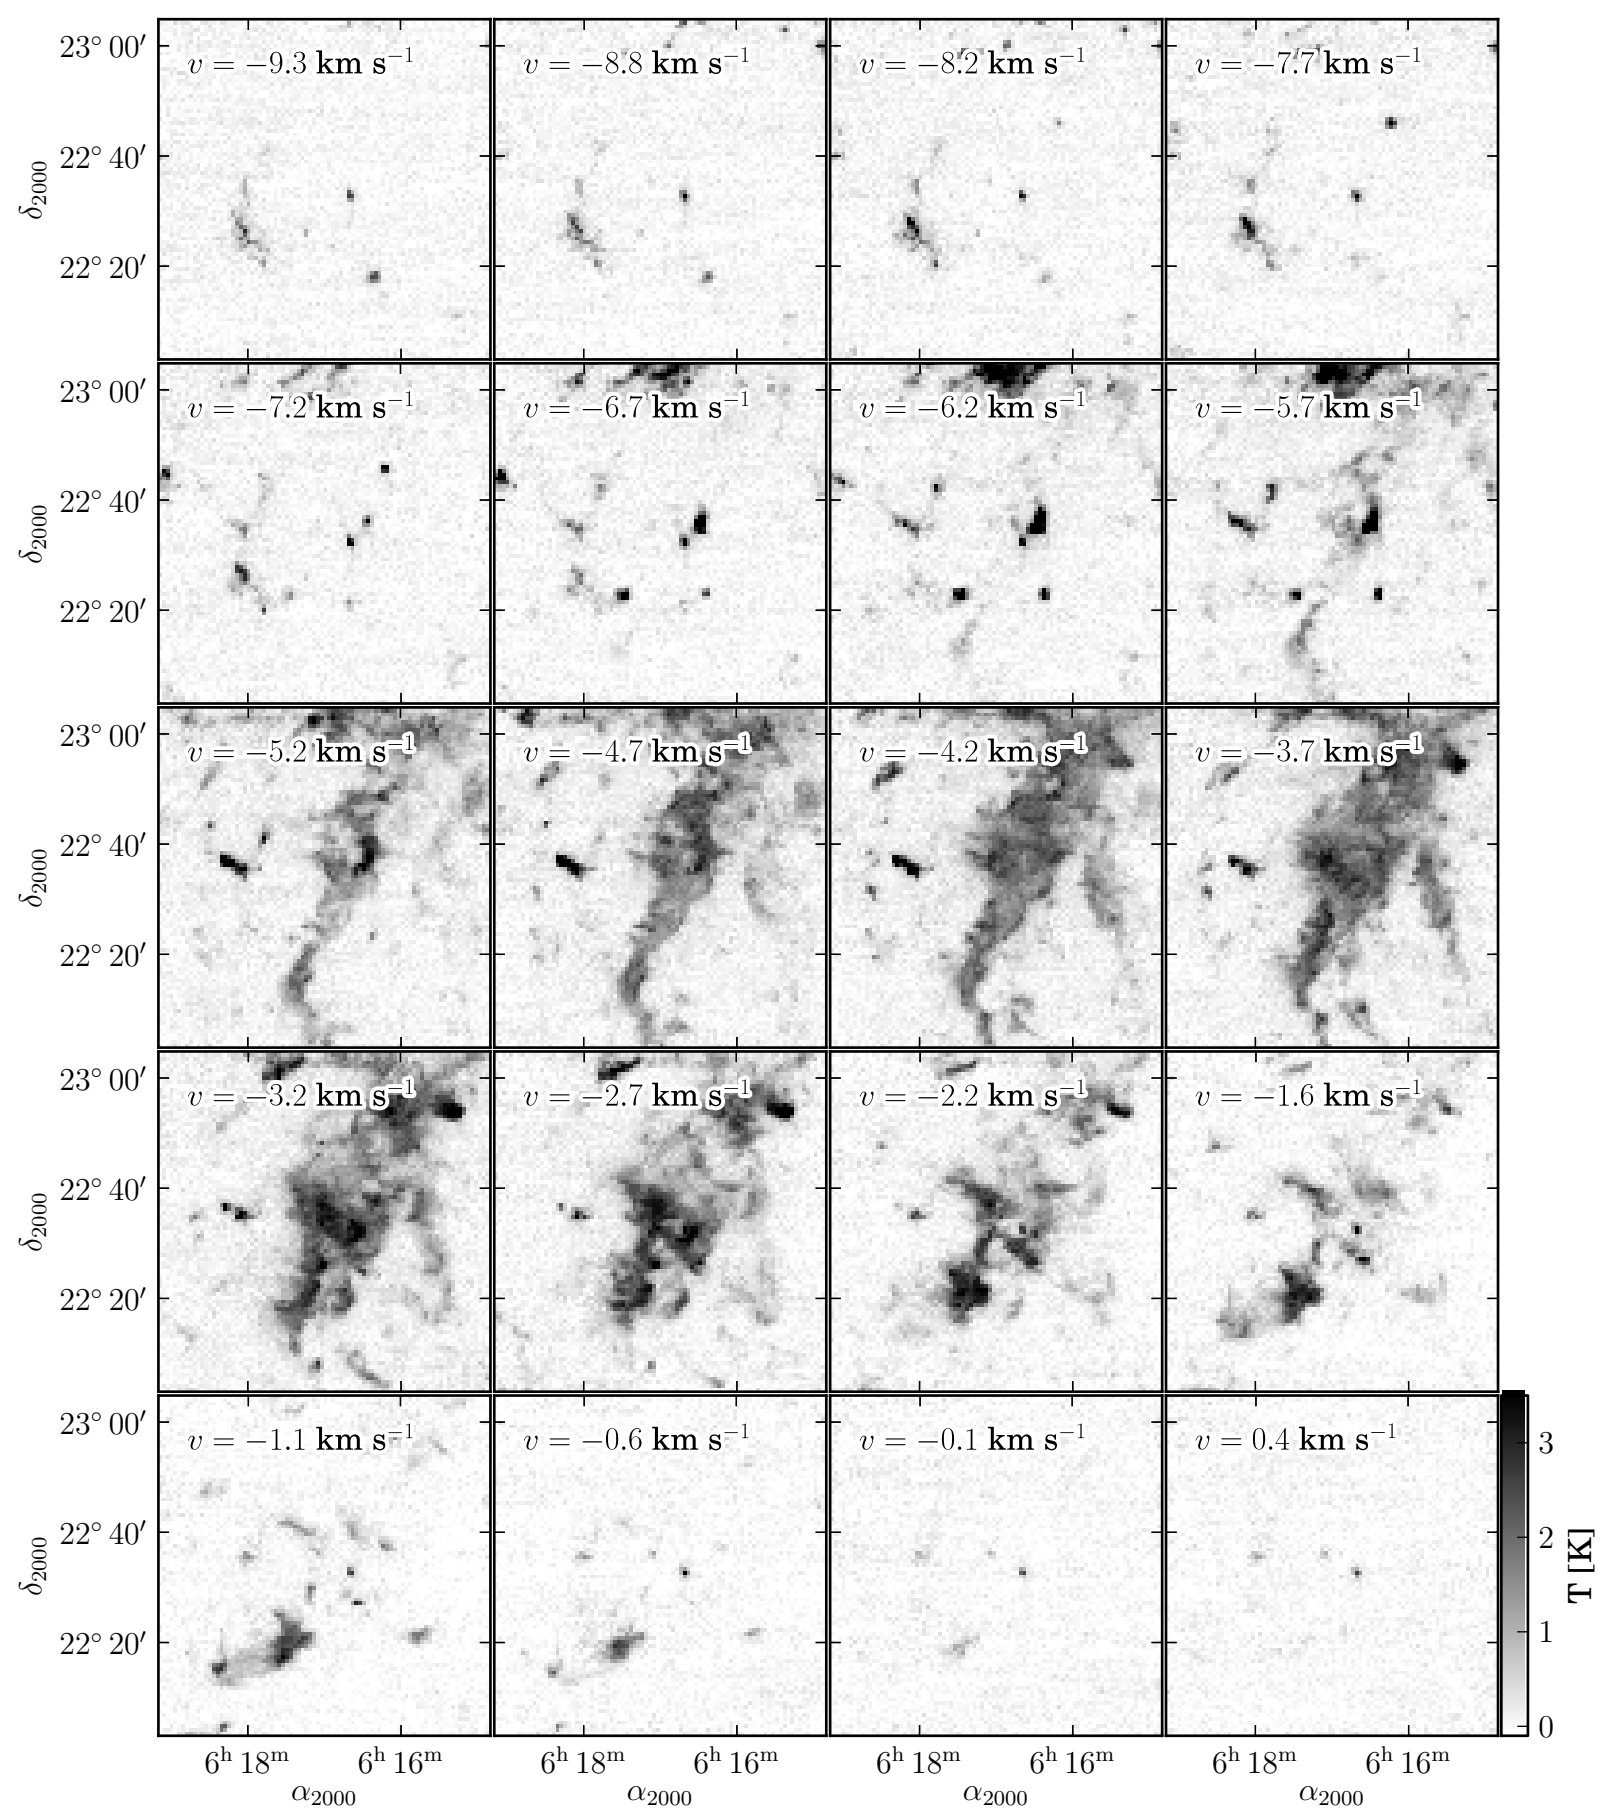 23° 00′
22° 40′
22° 20′
δ2000
v = −9.3 km s−1
v = −8.8 km s−1
v = −8.2 km s−1
v = −7.7 km s−1
23° 00′
22° 40′
22° 20′
δ2000
v = −7.2 km s−1
v = −6.7 km s−1
v = −6.2 km s−1
v = −5.7 km s−1
23° 00′
22° 40′
22° 20′
δ2000
v = −5.2 km s−1
v = −4.7 km s−1
v = −4.2 km s−1
v = −3.7 km s−1
23° 00′
22° 40′
22° 20′
δ2000
v = −3.2 km s−1
v = −2.7 km s−1
v = −2.2 km s−1
v = −1.6 km s−1
23° 00′
22° 40′
22° 20′
δ2000
v = −1.1 km s−1
v = −0.6 km s−1
v = −0.1 km s−1
v = 0.4 km s−1
3
2
1
0
T [K]
6h 18m 6h 16m
6h 18m 6h 16m
6h 18m 6h 16m
6h 18m 6h 16m
α2000
α2000
α2000
α2000